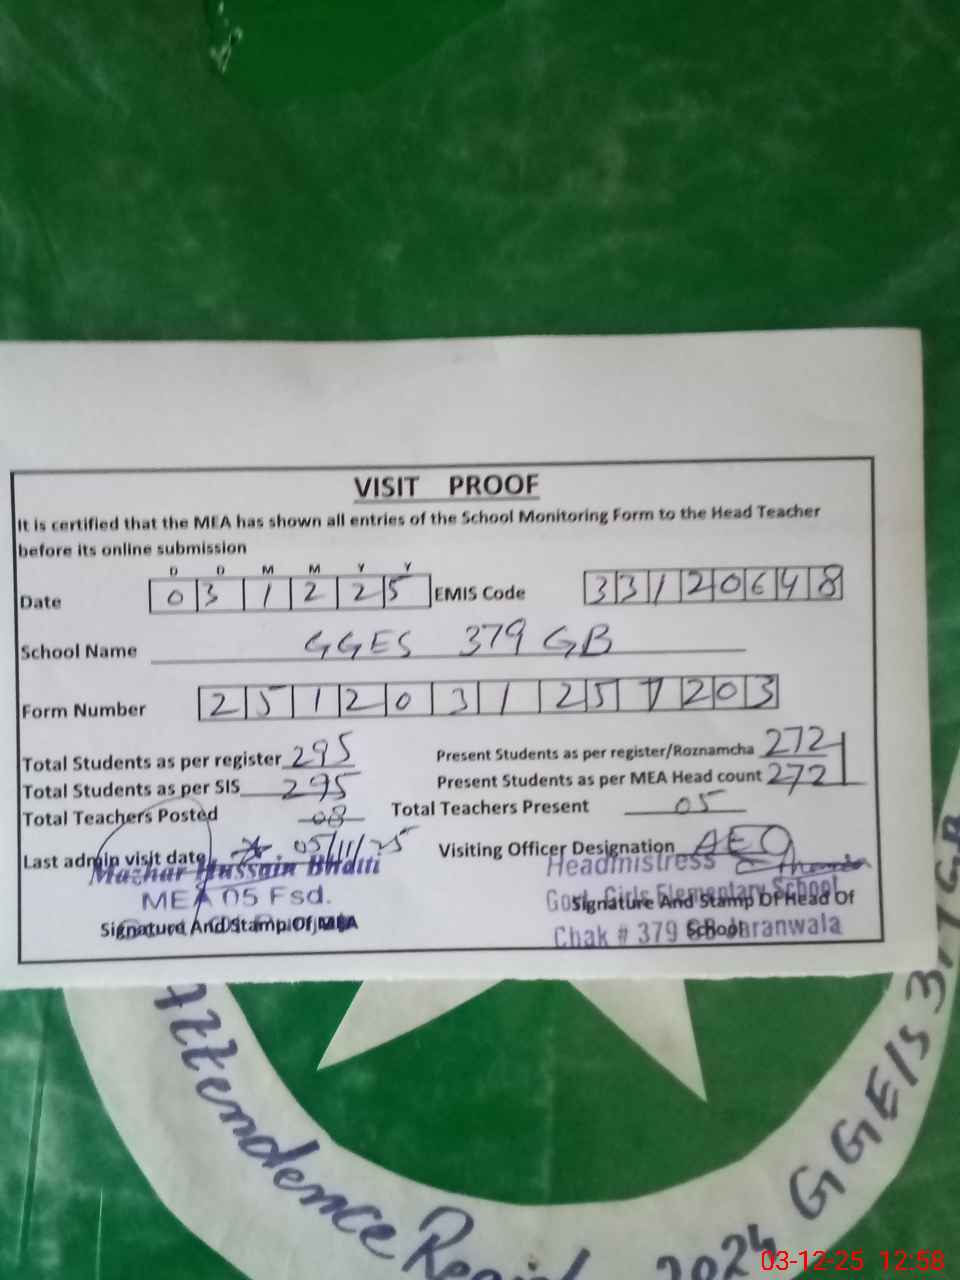 VISIT PROOF
It is certified that the MEA has shown all entries of the School Monitoring Form to the Head Teacher
before its online submission
D D M M Y Y
Date 0 3 1 2 2 5 EMIS Code 3 3 1 2 0 6 4 8
School Name GGES 379 GB
Form Number 2 5 1 2 0 3 1 2 5 7 2 0 3
Total Students as per register 295 Present Students as per register/Roznamcha 272
Total Students as per SIS 295 Present Students as per MEA Head count 272
Total Teachers Posted 08 Total Teachers Present 05
Last admin visit date 05/11/25 Visiting Officer Designation AEO
Mazhar Hussain Bhatti
MEA 05 Fsd.
Signature And Stamp Of MEA
Headmistress
Govt. Girls Elementary School
Signature And Stamp Of Head Of
School
Chak # 379 GB Jaranwala
Attendence 2024 GGE/S 379 GB
03-12-25 12:58